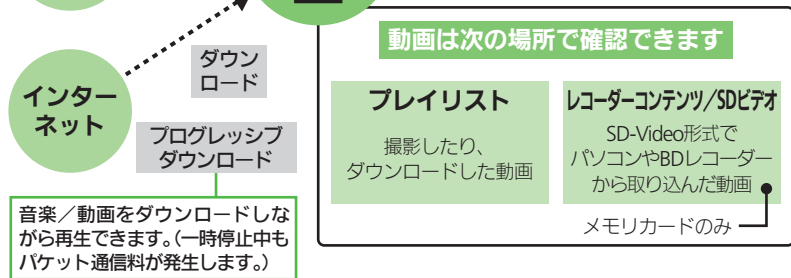 インター
ネット
ダウン
ロード
プログレッシブ
ダウンロード
音楽／動画をダウンロードしな
がら再生できます。（一時停止中も
パケット通信料が発生します。）
動画は次の場所で確認できます
プレイリスト
撮影したり、
ダウンロードした動画
レコーダーコンテンツ/SDビデオ
SD-Video形式で
パソコンやBDレコーダー
から取り込んだ動画
メモリカードのみ